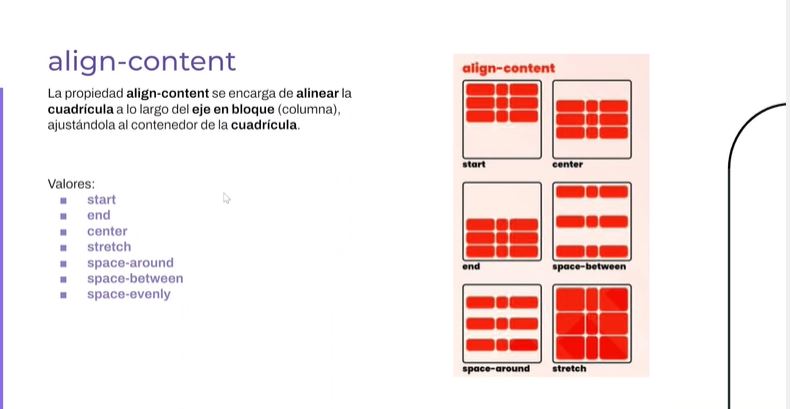 align-content
La propiedad align-content se encarga de alinear la
cuadrícula a lo largo del eje en bloque (columna),
ajustándola al contenedor de la cuadrícula.
Valores:
start
end
center
stretch
space-around
space-between
space-evenly
align-content
start
center
end
space-between
space-around
stretch